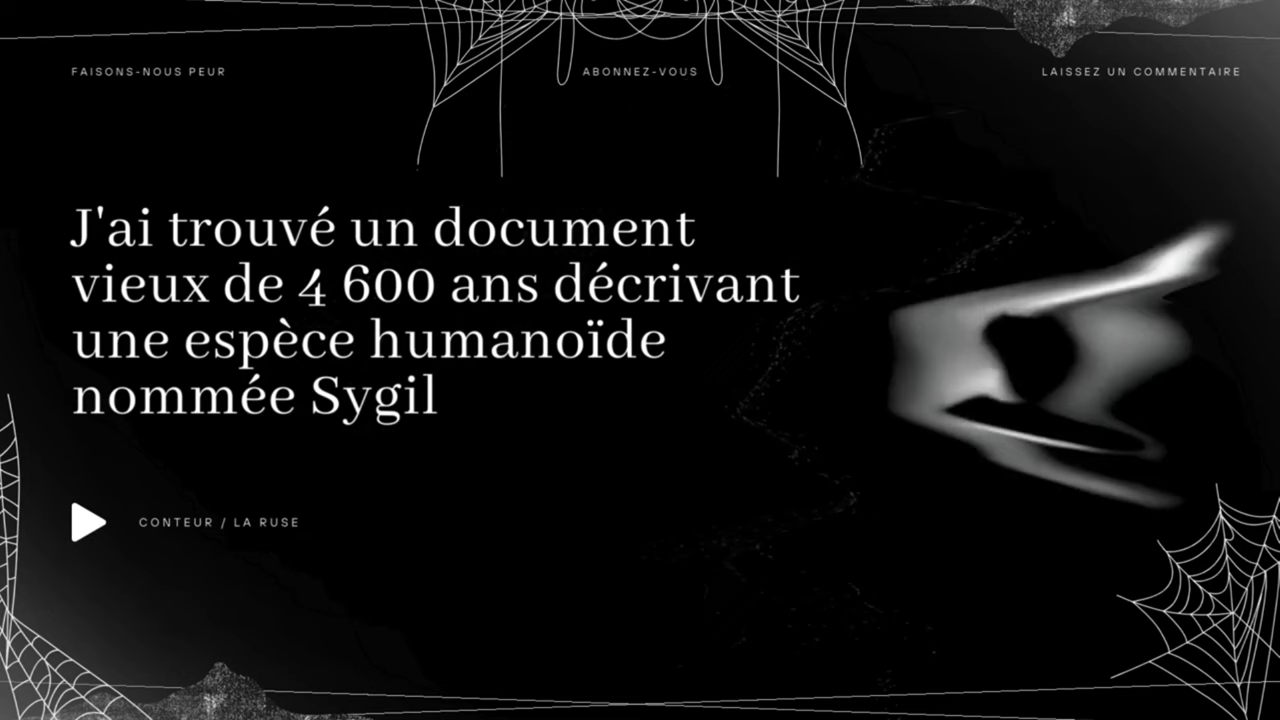 FAISONS-NOUS PEUR
ABONNEZ-VOUS
LAISSEZ UN COMMENTAIRE
J'ai trouvé un document
vieux de 4 600 ans décrivant
une espèce humanoïde
nommée Sygil
CONTEUR / LA RUSE